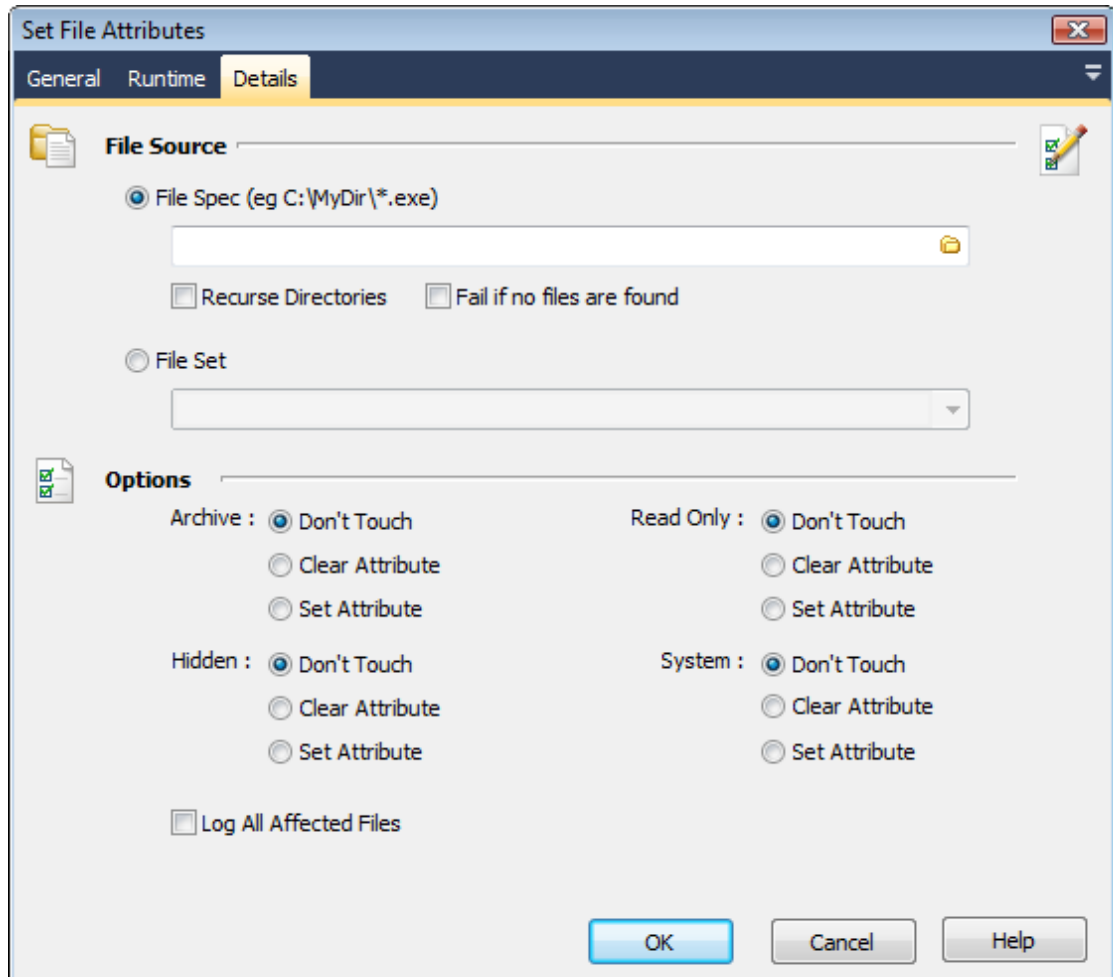 Set File Attributes
General Runtime Details
File Source
File Spec (eg C:\MyDir\*.exe)
Recurse Directories Fail if no files are found
File Set
Options
Archive : Don't Touch Read Only : Don't Touch
Clear Attribute Clear Attribute
Set Attribute Set Attribute
Hidden : Don't Touch System : Don't Touch
Clear Attribute Clear Attribute
Set Attribute Set Attribute
Log All Affected Files
OK Cancel Help